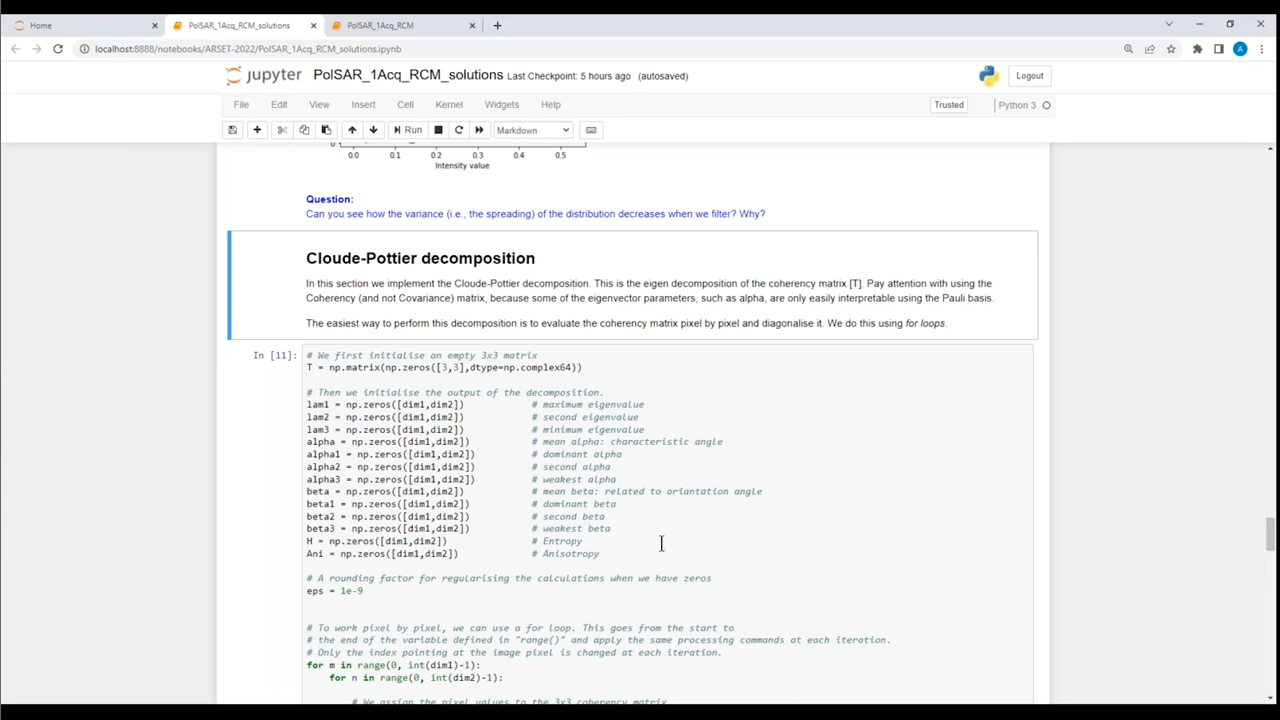 Home
PolSAR_1Acq_RCM_solutions
PolSAR_1Acq_RCM
localhost:8888/notebooks/ARSET-2022/PolSAR_1Acq_RCM_solutions.ipynb
A
jupyter PolSAR_1Acq_RCM_solutions Last Checkpoint: 5 hours ago (autosaved)
Logout
File Edit View Insert Cell Kernel Widgets Help
Trusted
Python 3
Run
Markdown
0
0.0 0.1 0.2 0.3 0.4 0.5
Intensity value
Question:
Can you see how the variance (i.e., the spreading) of the distribution decreases when we filter? Why?
Cloude-Pottier decomposition
In this section we implement the Cloude-Pottier decomposition. This is the eigen decomposition of the coherency matrix [T]. Pay attention with using the
Coherency (and not Covariance) matrix, because some of the eigenvector parameters, such as alpha, are only easily interpretable using the Pauli basis.
The easiest way to perform this decomposition is to evaluate the coherency matrix pixel by pixel and diagonalise it. We do this using for loops.
In [11]:
# We first initialise an empty 3x3 matrix
T = np.matrix(np.zeros([3,3],dtype=np.complex64))
# Then we initialise the output of the decomposition.
lam1 = np.zeros([dim1,dim2]) # maximum eigenvalue
lam2 = np.zeros([dim1,dim2]) # second eigenvalue
lam3 = np.zeros([dim1,dim2]) # minimum eigenvalue
alpha = np.zeros([dim1,dim2]) # mean alpha: characteristic angle
alpha1 = np.zeros([dim1,dim2]) # dominant alpha
alpha2 = np.zeros([dim1,dim2]) # second alpha
alpha3 = np.zeros([dim1,dim2]) # weakest alpha
beta = np.zeros([dim1,dim2]) # mean beta: related to oriantation angle
beta1 = np.zeros([dim1,dim2]) # dominant beta
beta2 = np.zeros([dim1,dim2]) # second beta
beta3 = np.zeros([dim1,dim2]) # weakest beta
H = np.zeros([dim1,dim2]) # Entropy
Ani = np.zeros([dim1,dim2]) # Anisotropy
# A rounding factor for regularising the calculations when we have zeros
eps = 1e-9
# To work pixel by pixel, we can use a for loop. This goes from the start to
# the end of the variable defined in "range()" and apply the same processing commands at each iteration.
# Only the index pointing at the image pixel is changed at each iteration.
for m in range(0, int(dim1)-1):
for n in range(0, int(dim2)-1):
# We assign the pixel values to the 3x3 coherency matrix